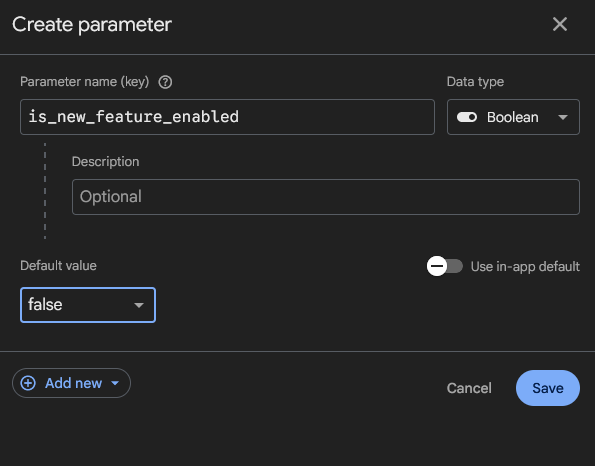 Create parameter
Parameter name (key)
Data type
is_new_feature_enabled
Boolean
Description
Optional
Default value
Use in-app default
false
Add new
Cancel
Save